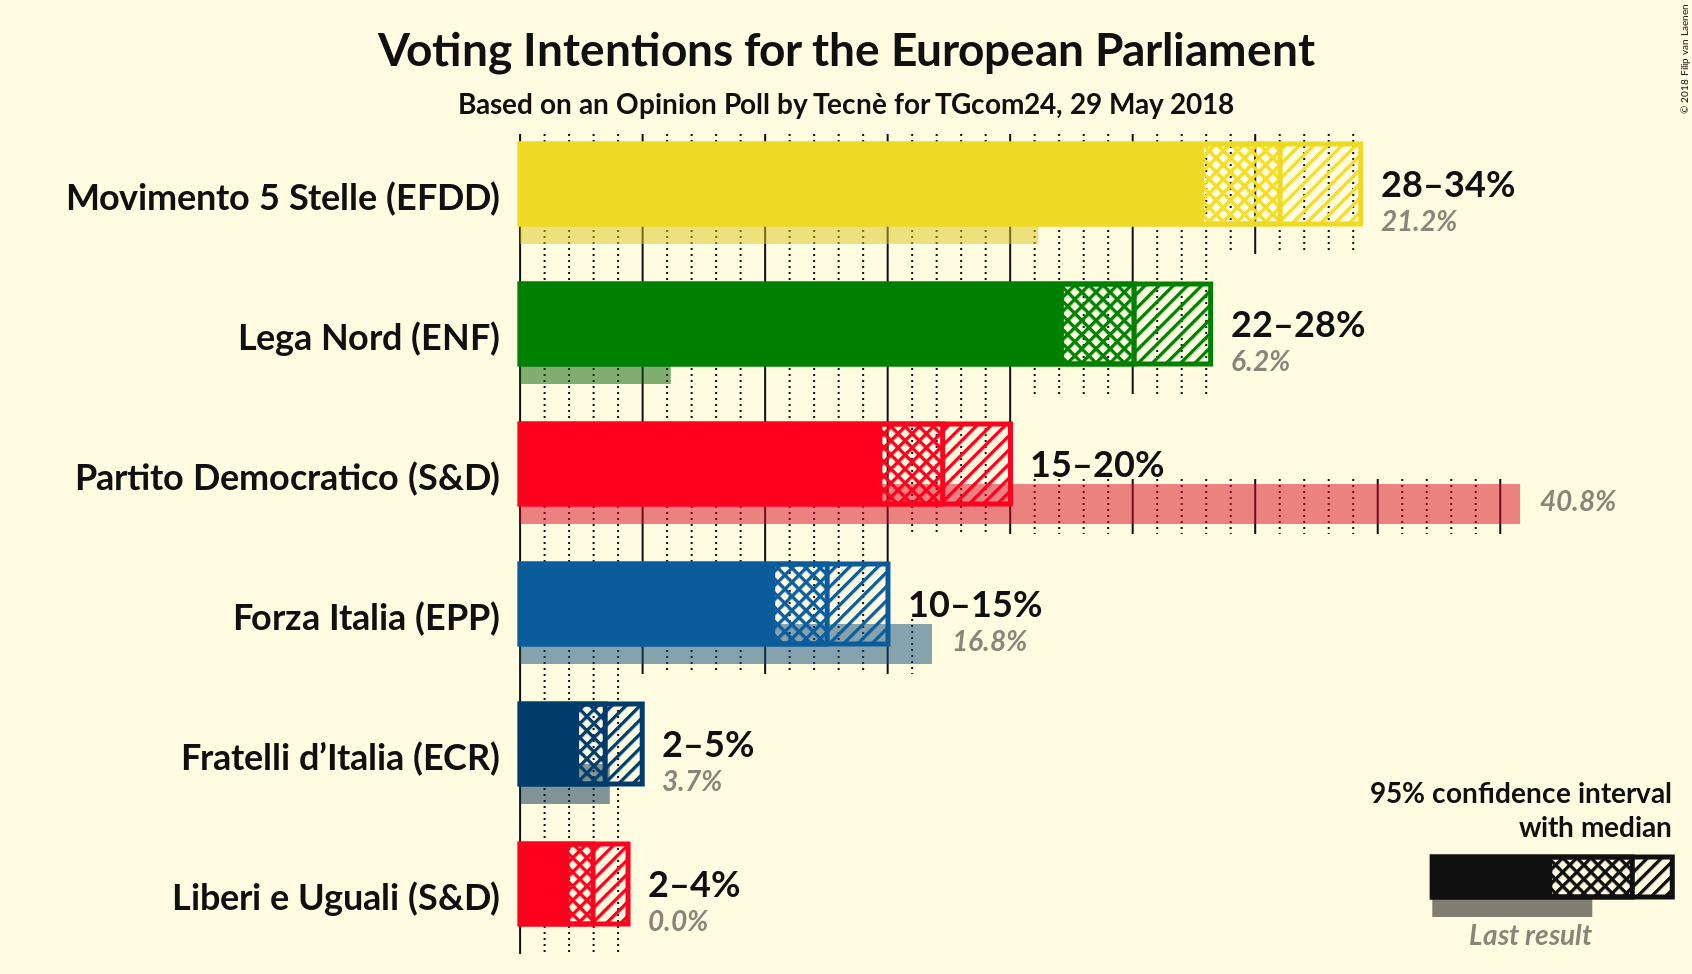 Voting Intentions for the European Parliament
Based on an Opinion Poll by Tecnè for TGcom24, 29 May 2018
© 2018 Filip van Laenen
Movimento 5 Stelle (EFDD)
28–34%
21.2%
Lega Nord (ENF)
22–28%
6.2%
Partito Democratico (S&D)
15–20%
40.8%
Forza Italia (EPP)
10–15%
16.8%
Fratelli d’Italia (ECR)
2–5%
3.7%
Liberi e Uguali (S&D)
2–4%
0.0%
95% confidence interval
with median
Last result